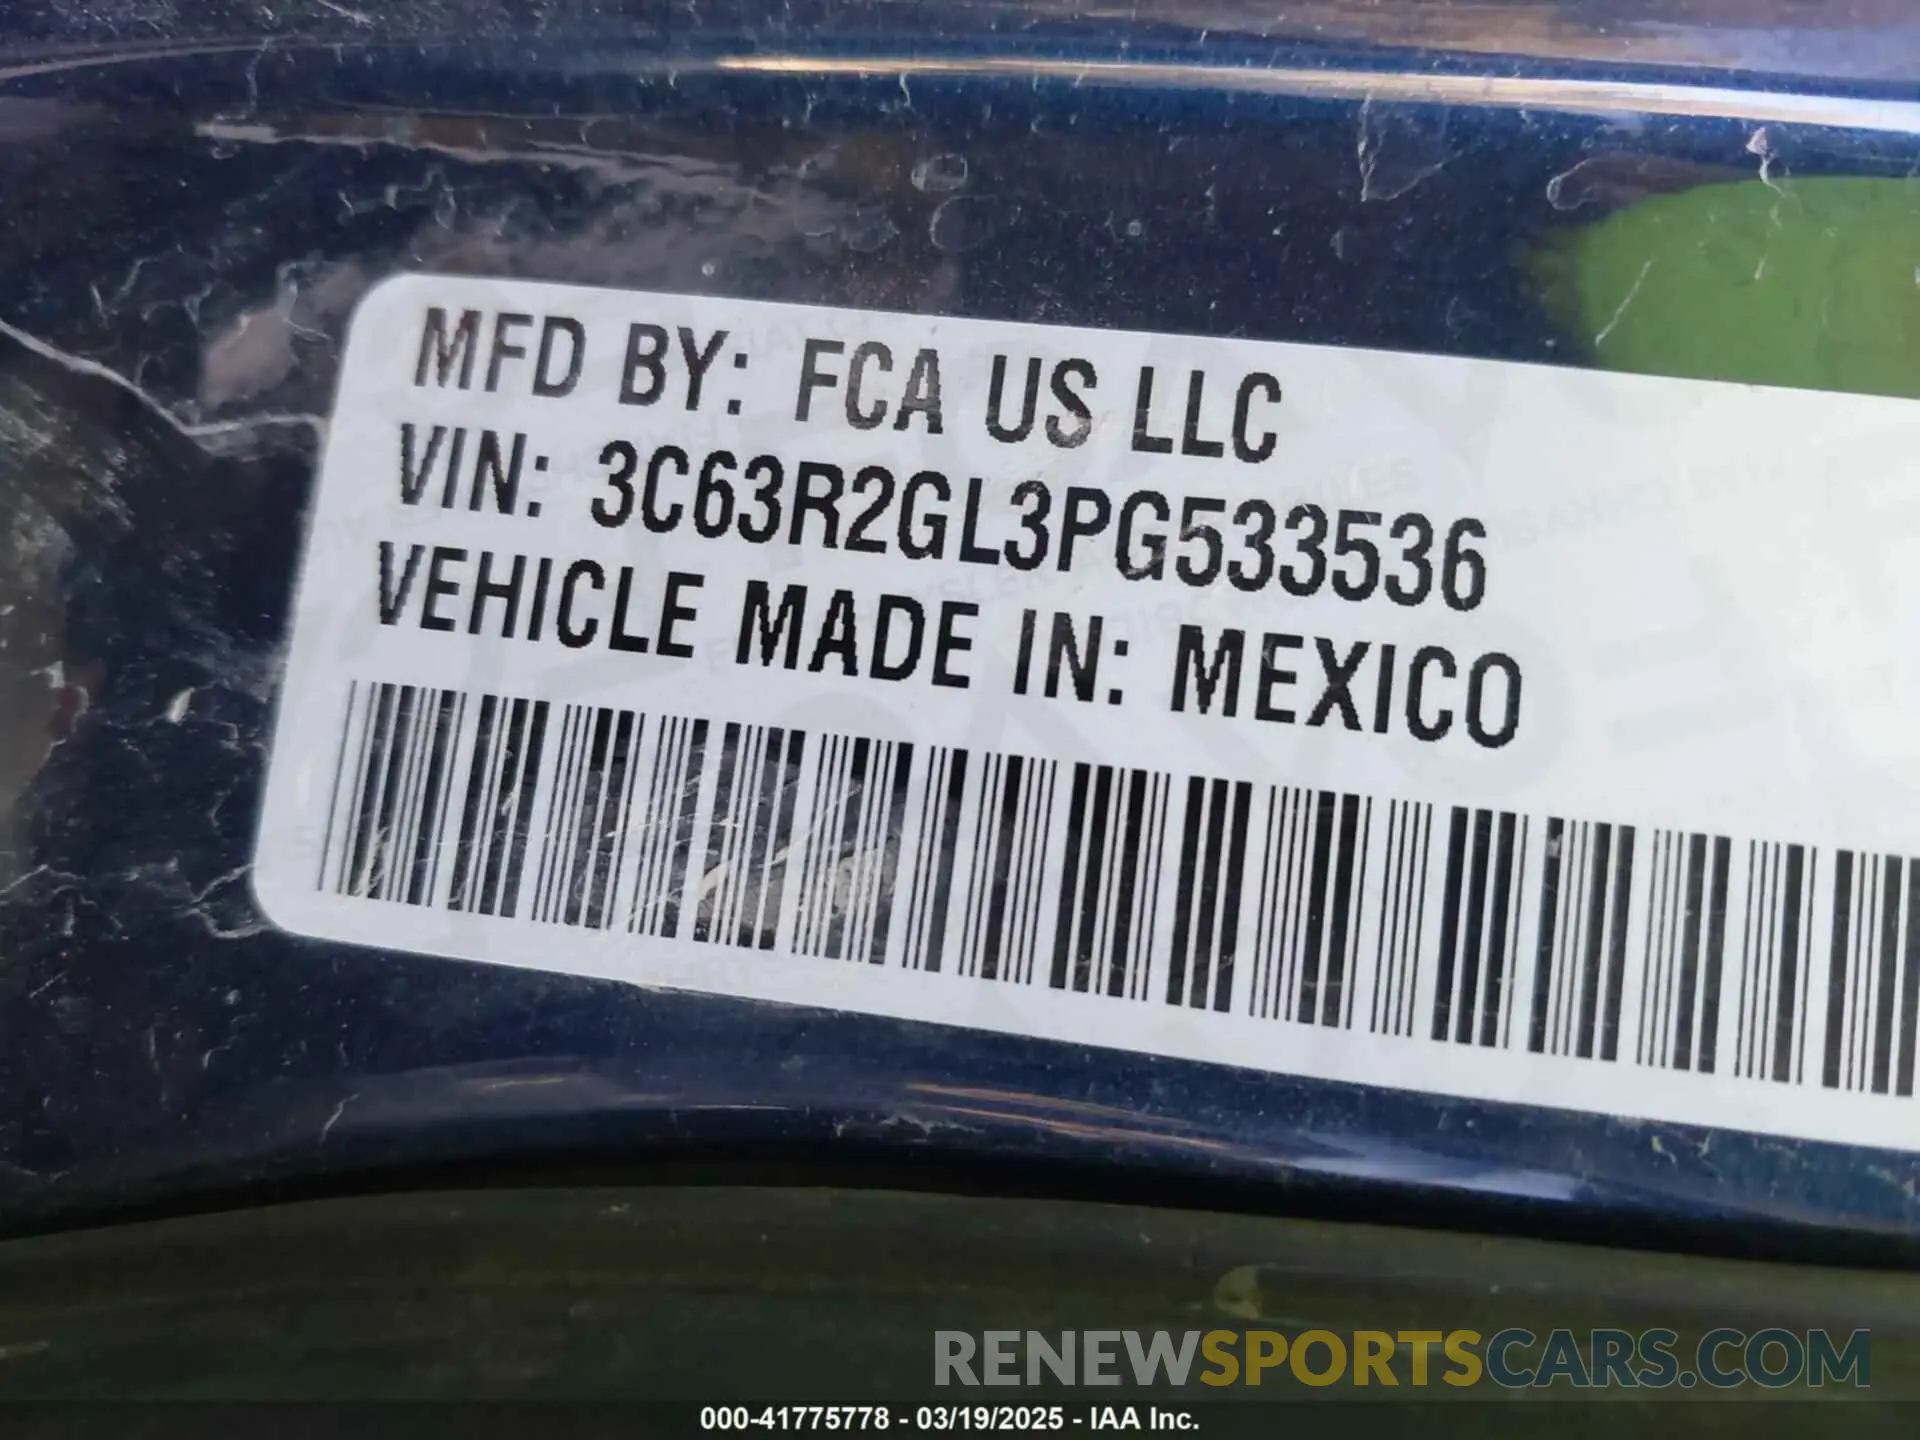 MFD BY: FCA US LLC
VIN: 3C63R2GL3PG533536
VEHICLE MADE IN: MEXICO
RENEWSPORTSCARS.COM
000-41775778 - 03/19/2025 - IAA Inc.